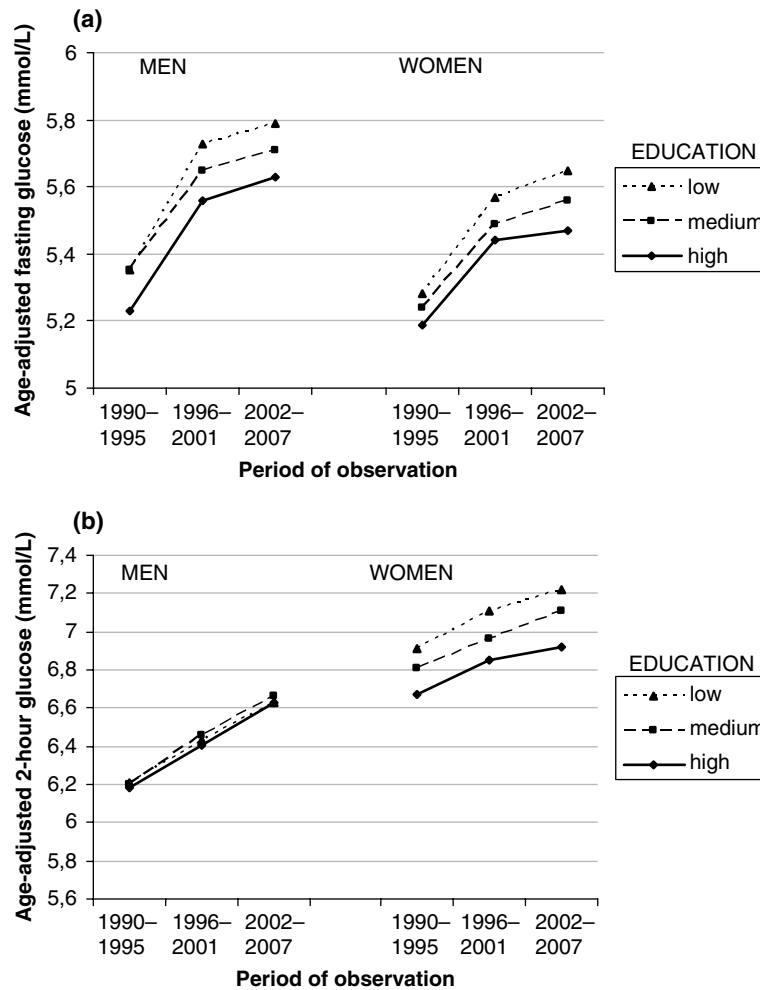 (a)
Age-adjusted fasting glucose (mmol/L)
6
5,8
5,6
5,4
5,2
5
MEN
WOMEN
1990–
1995
1996–
2001
2002–
2007
1990–
1995
1996–
2001
2002–
2007
Period of observation
EDUCATION
low
medium
high
(b)
Age-adjusted 2-hour glucose (mmol/L)
7,4
7,2
7
6,8
6,6
6,4
6,2
6
5,8
5,6
MEN
WOMEN
1990–
1995
1996–
2001
2002–
2007
1990–
1995
1996–
2001
2002–
2007
Period of observation
EDUCATION
low
medium
high